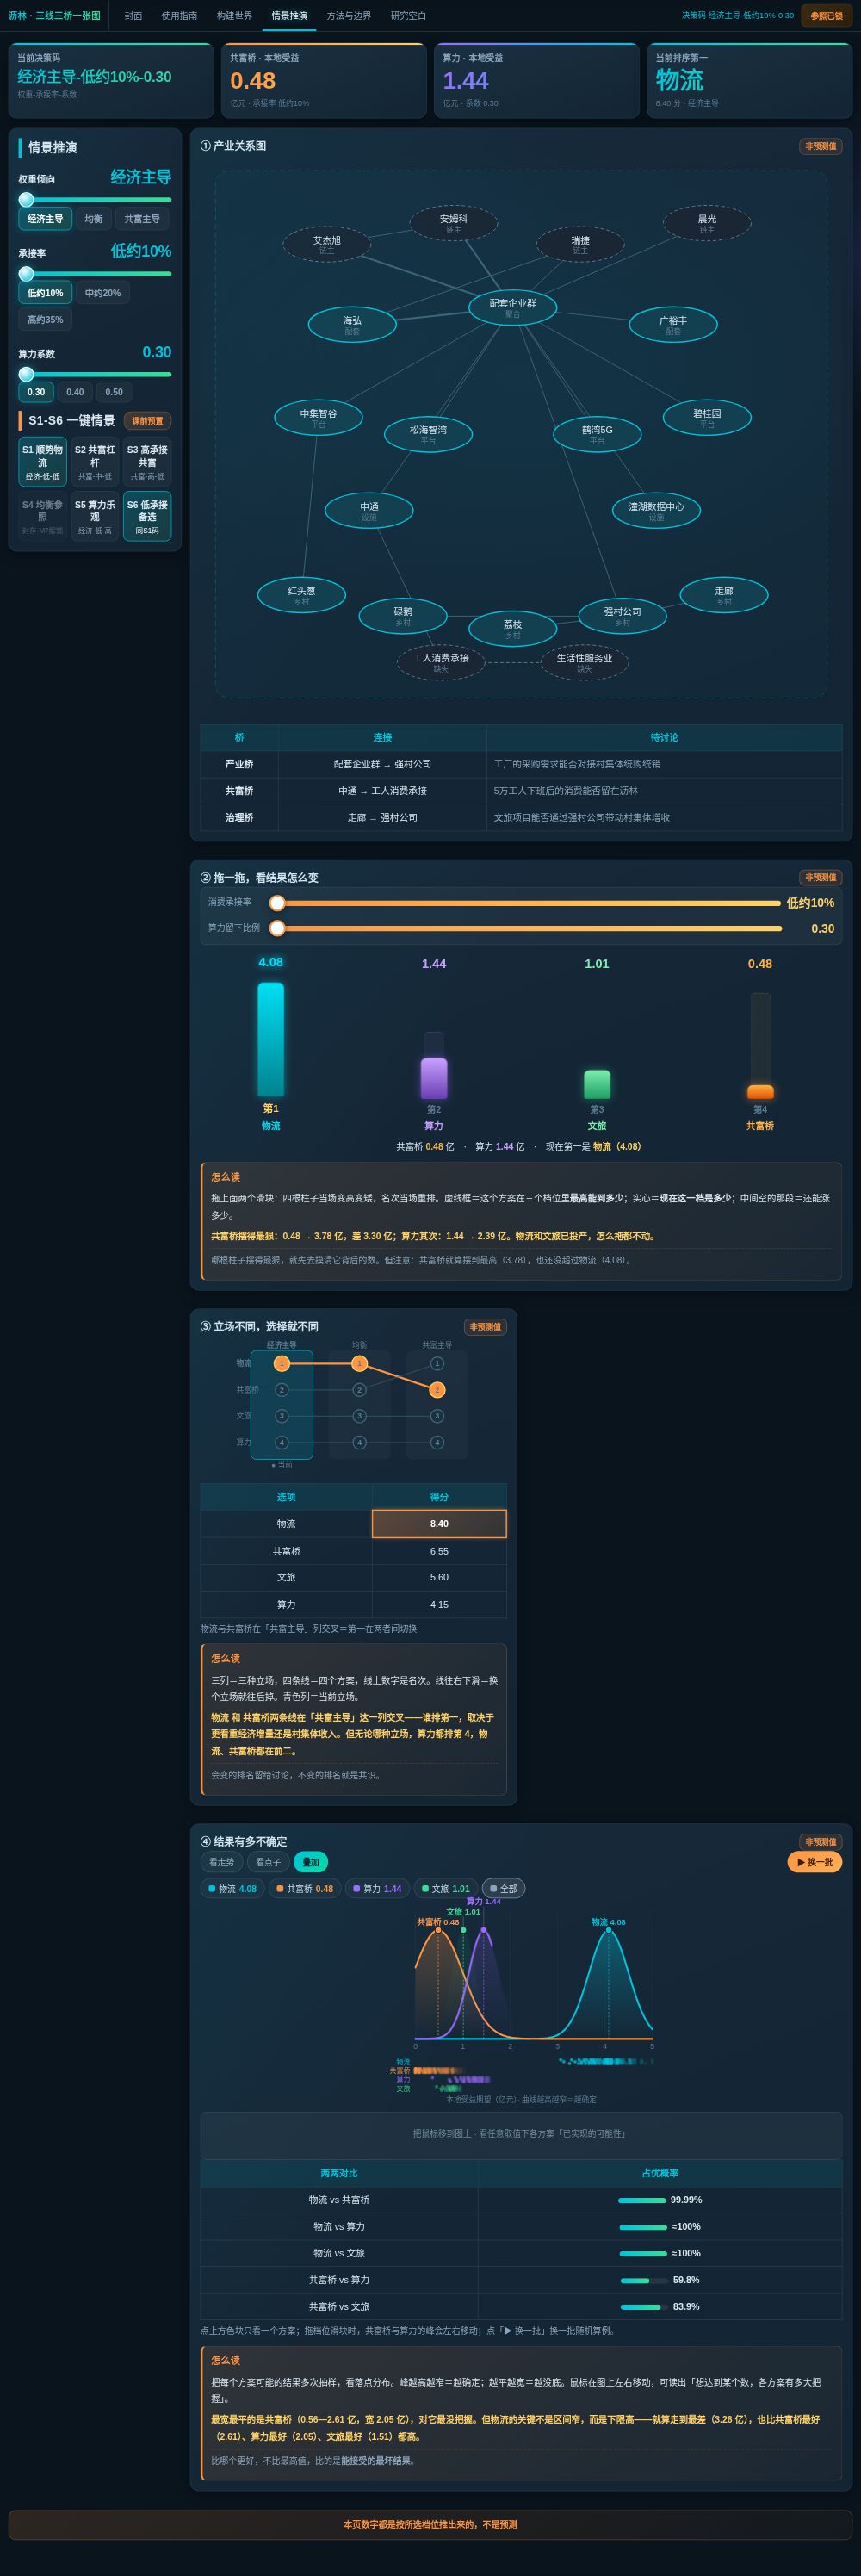 沥林 · 三线三桥一张图
封面
使用指南
构建世界
情景推演
方法与边界
研究空白
决策码 经济主导-低约10%-0.30
参照已锁
当前决策码
经济主导-低约10%-0.30
权重-承接率-系数
共富桥 · 本地受益
0.48
亿元 · 承接率 低约10%
算力 · 本地受益
1.44
亿元 · 系数 0.30
当前排序第一
物流
8.40 分 · 经济主导
情景推演
权重倾向
经济主导
经济主导
均衡
共富主导
承接率
低约10%
低约10%
中约20%
高约35%
算力系数
0.30
0.30
0.40
0.50
S1-S6 一键情景
课前预置
S1 顺势物流
经济-低-低
S2 共富杠杆
共富-中-低
S3 高承接共富
共富-高-低
S4 均衡参照
S5 算力乐观
经济-低-高
S6 低承接备选
同S1码
① 产业关系图
非预测值
安姆科
链主
晨光
链主
艾杰旭
链主
瑞捷
链主
配套企业群
聚合
海弘
配套
广裕丰
配套
中集智谷
平台
碧桂园
平台
松海智湾
平台
鹤湾5G
平台
中通
设施
潼湖数据中心
设施
红头葱
乡村
走廊
乡村
碌鹅
乡村
强村公司
乡村
荔枝
乡村
工人消费承接
缺失
生活性服务业
缺失
桥
连接
待讨论
产业桥
配套企业群 → 强村公司
工厂的采购需求能否对接村集体统购统销
共富桥
中通 → 工人消费承接
5万工人下班后的消费能否留在沥林
治理桥
走廊 → 强村公司
文旅项目能否通过强村公司带动村集体增收
② 拖一拖，看结果怎么变
非预测值
消费承接率
低约10%
算力留下比例
0.30
4.08
1.44
1.01
0.48
第1
第2
第3
第4
物流
算力
文旅
共富桥
共富桥 0.48 亿 · 算力 1.44 亿 · 现在第一是 物流（4.08）
怎么读
拖上面两个滑块：四根柱子当场变高变矮，名次当场重排。虚线框＝这个方案在三个档位里最高能到多少；实心＝现在这一档是多少；中间空的那段＝还能涨
多少。
共富桥摆得最狠：0.48 → 3.78 亿，差 3.30 亿；算力其次：1.44 → 2.39 亿。物流和文旅已投产，怎么拖都不动。
哪根柱子摆得最狠，就先去摸清它背后的数。但注意：共富桥就算摆到最高（3.78），也还没超过物流（4.08）。
③ 立场不同，选择就不同
非预测值
经济主导
均衡
共富主导
物流
1
1
1
共富桥
2
2
2
文旅
3
3
3
算力
4
4
4
● 当前
选项
得分
物流
8.40
共富桥
6.55
文旅
5.60
算力
4.15
物流与共富桥在「共富主导」列交叉＝第一在两者间切换
怎么读
三列＝三种立场，四条线＝四个方案，线上数字是名次。线往右下滑＝换
个立场就往后掉。青色列＝当前立场。
物流 和 共富桥两条线在「共富主导」这一列交叉——谁排第一，取决于
更看重经济增量还是村集体收入。但无论哪种立场，算力都排第 4，物
流、共富桥都在前二。
会变的排名留给讨论，不变的排名就是共识。
④ 结果有多不确定
非预测值
看走势
看点子
叠加
▶ 换一批
物流 4.08
共富桥 0.48
算力 1.44
文旅 1.01
全部
算力 1.44
文旅 1.01
共富桥 0.48
物流 4.08
0
1
2
3
4
5
物流
共富桥
算力
文旅
本地受益期望（亿元）· 曲线越高越窄＝越确定
把鼠标移到图上 · 看任意取值下各方案「已实现的可能性」
两两对比
占优概率
物流 vs 共富桥
99.99%
物流 vs 算力
≈100%
物流 vs 文旅
≈100%
共富桥 vs 算力
59.8%
共富桥 vs 文旅
83.9%
点上方色块只看一个方案；拖档位滑块时，共富桥与算力的峰会左右移动；点「▶ 换一批」换一批随机算例。
怎么读
把每个方案可能的结果多次抽样，看落点分布。峰越高越窄＝越确定；越平越宽＝越没底。鼠标在图上左右移动，可读出「想达到某个数，各方案有多大把
握」。
最宽最平的是共富桥（0.56—2.61 亿，宽 2.05 亿），对它最没把握。但物流的关键不是区间窄，而是下限高——就算走到最差（3.26 亿），也比共富桥最好
（2.61）、算力最好（2.05）、文旅最好（1.51）都高。
比哪个更好，不比最高值，比的是能接受的最坏结果。
本页数字都是按所选档位推出来的，不是预测